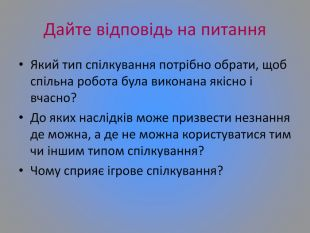 Дайте відповідь на питання
• Який тип спілкування потрібно обрати, щоб
спільна робота була виконана якісно і
вчасно?
• До яких наслідків може призвести незнання
де можна, а де не можна користуватися тим
чи іншим типом спілкування?
• Чому сприяє ігрове спілкування?